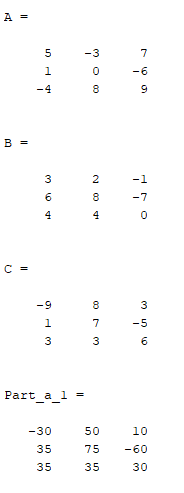 A =
5 -3 7
1 0 -6
-4 8 9
B =
3 2 -1
6 8 -7
4 4 0
C =
-9 8 3
1 7 -5
3 3 6
Part_a_1 =
-30 50 10
35 75 -60
35 35 30